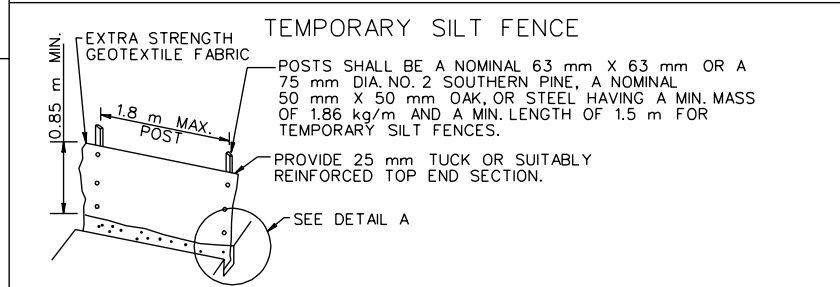 TEMPORARY SILT FENCE
EXTRA STRENGTH
GEOTEXTILE FABRIC
0.85 m MIN.
1.8 m MAX.
POST
POSTS SHALL BE A NOMINAL 63 mm X 63 mm OR A
75 mm DIA. NO. 2 SOUTHERN PINE, A NOMINAL
50 mm X 50 mm OAK, OR STEEL HAVING A MIN. MASS
OF 1.86 kg/m AND A MIN. LENGTH OF 1.5 m FOR
TEMPORARY SILT FENCES.
PROVIDE 25 mm TUCK OR SUITABLY
REINFORCED TOP END SECTION.
SEE DETAIL A